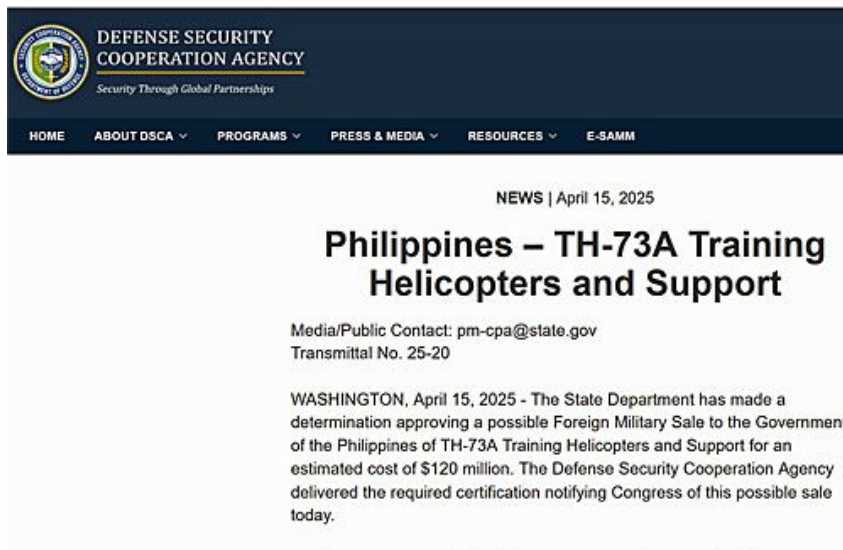 DEFENSE SECURITY
COOPERATION AGENCY
Security Through Global Partnerships
HOME ABOUT DSCA PROGRAMS PRESS & MEDIA RESOURCES E-SAMM
NEWS | April 15, 2025
Philippines – TH-73A Training
Helicopters and Support
Media/Public Contact: pm-cpa@state.gov
Transmittal No. 25-20
WASHINGTON, April 15, 2025 - The State Department has made a
determination approving a possible Foreign Military Sale to the Governmen
of the Philippines of TH-73A Training Helicopters and Support for an
estimated cost of $120 million. The Defense Security Cooperation Agency
delivered the required certification notifying Congress of this possible sale
today.